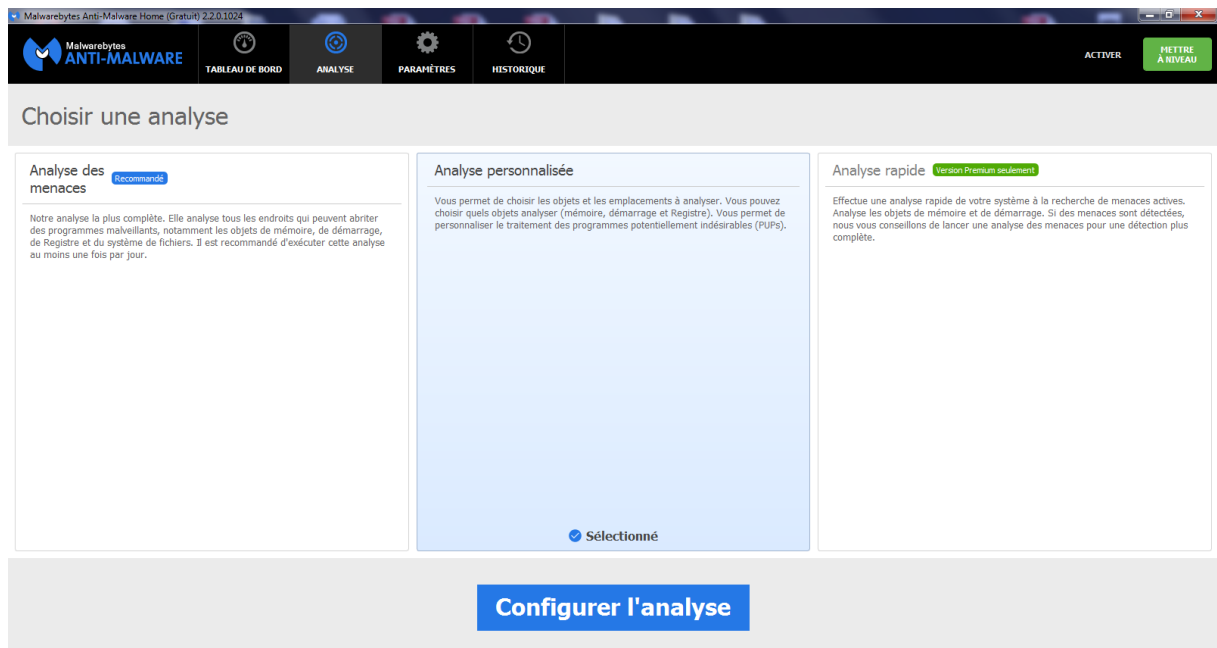 Malwarebytes Anti-Malware Home (Gratuit) 2.2.0.1024
Malwarebytes
ANTI-MALWARE
TABLEAU DE BORD
ANALYSE
PARAMÈTRES
HISTORIQUE
ACTIVER
METTRE
À NIVEAU
Choisir une analyse
Analyse des
menaces
Recommandé
Notre analyse la plus complète. Elle analyse tous les endroits qui peuvent abriter
des programmes malveillants, notamment les objets de mémoire, de démarrage,
de Registre et du système de fichiers. Il est recommandé d'exécuter cette analyse
au moins une fois par jour.
Analyse personnalisée
Vous permet de choisir les objets et les emplacements à analyser. Vous pouvez
choisir quels objets analyser (mémoire, démarrage et Registre). Vous permet de
personnaliser le traitement des programmes potentiellement indésirables (PUPs).
Sélectionné
Analyse rapide
Version Premium seulement
Effectue une analyse rapide de votre système à la recherche de menaces actives.
Analyse les objets de mémoire et de démarrage. Si des menaces sont détectées,
nous vous conseillons de lancer une analyse des menaces pour une détection plus
complète.
Configurer l'analyse